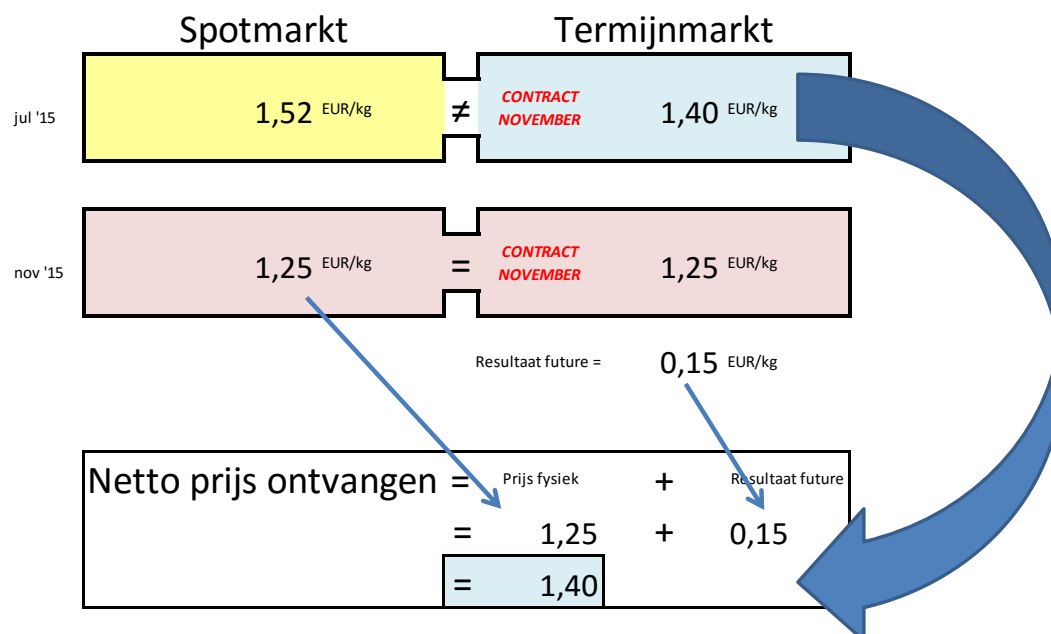 Spotmarkt Termijnmarkt
jul '15 1,52 EUR/kg ≠ CONTRACT NOVEMBER 1,40 EUR/kg
nov '15 1,25 EUR/kg = CONTRACT NOVEMBER 1,25 EUR/kg
Resultaat future = 0,15 EUR/kg
Netto prijs ontvangen = Prijs fysiek + Resultaat future
= 1,25 + 0,15
= 1,40